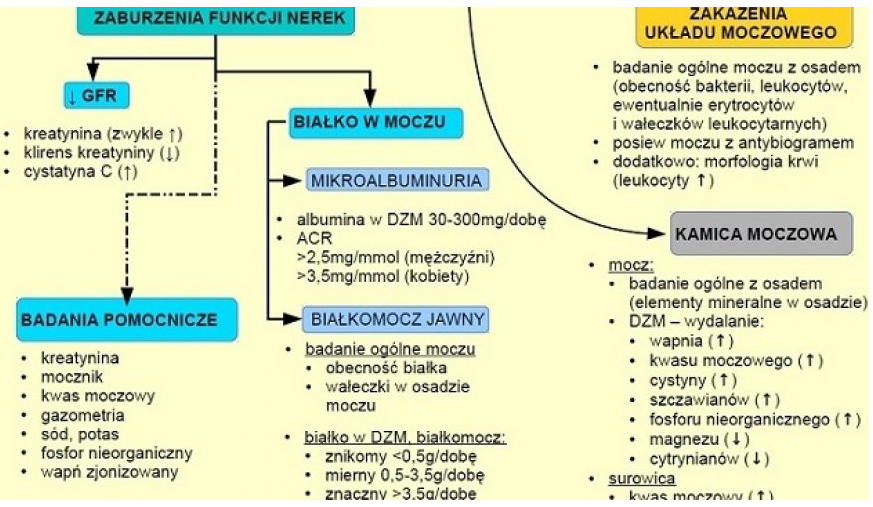 ZABURZENIA FUNKCJI NEREK
↓ GFR
• kreatynina (zwykle ↑)
• klirens kreatyniny (↓)
• cystatyna C (↑)
BADANIA POMOCNICZE
• kreatynina
• mocznik
• kwas moczowy
• gazometria
• sód, potas
• fosfor nieorganiczny
• wapń zjonizowany
BIAŁKO W MOCZU
MIKROALBUMINURIA
• albumina w DZM 30-300mg/dobę
• ACR
>2,5mg/mmol (mężczyźni)
>3,5mg/mmol (kobiety)
BIAŁKOMOCZ JAWNY
• badanie ogólne moczu
• obecność białka
• wałeczki w osadzie
moczu
• białko w DZM, białkomocz:
• znikomy <0,5g/dobę
• mierny 0,5-3,5g/dobę
• znaczny >3,5g/dobę
ZAKAŻENIA
UKŁADU MOCZOWEGO
• badanie ogólne moczu z osadem
(obecność bakterii, leukocytów,
ewentualnie erytrocytów
i wałeczków leukocytarnych)
• posiew moczu z antybiogramem
• dodatkowo: morfologia krwi
(leukocyty ↑)
KAMICA MOCZOWA
• mocz:
• badanie ogólne z osadem
(elementy mineralne w osadzie)
• DZM – wydalanie:
• wapnia (↑)
• kwasu moczowego (↑)
• cystyny (↑)
• szczawianów (↑)
• fosforu nieorganicznego (↑)
• magnezu (↓)
• cytrynianów (↓)
• surowica
• kwas moczowy (↑)